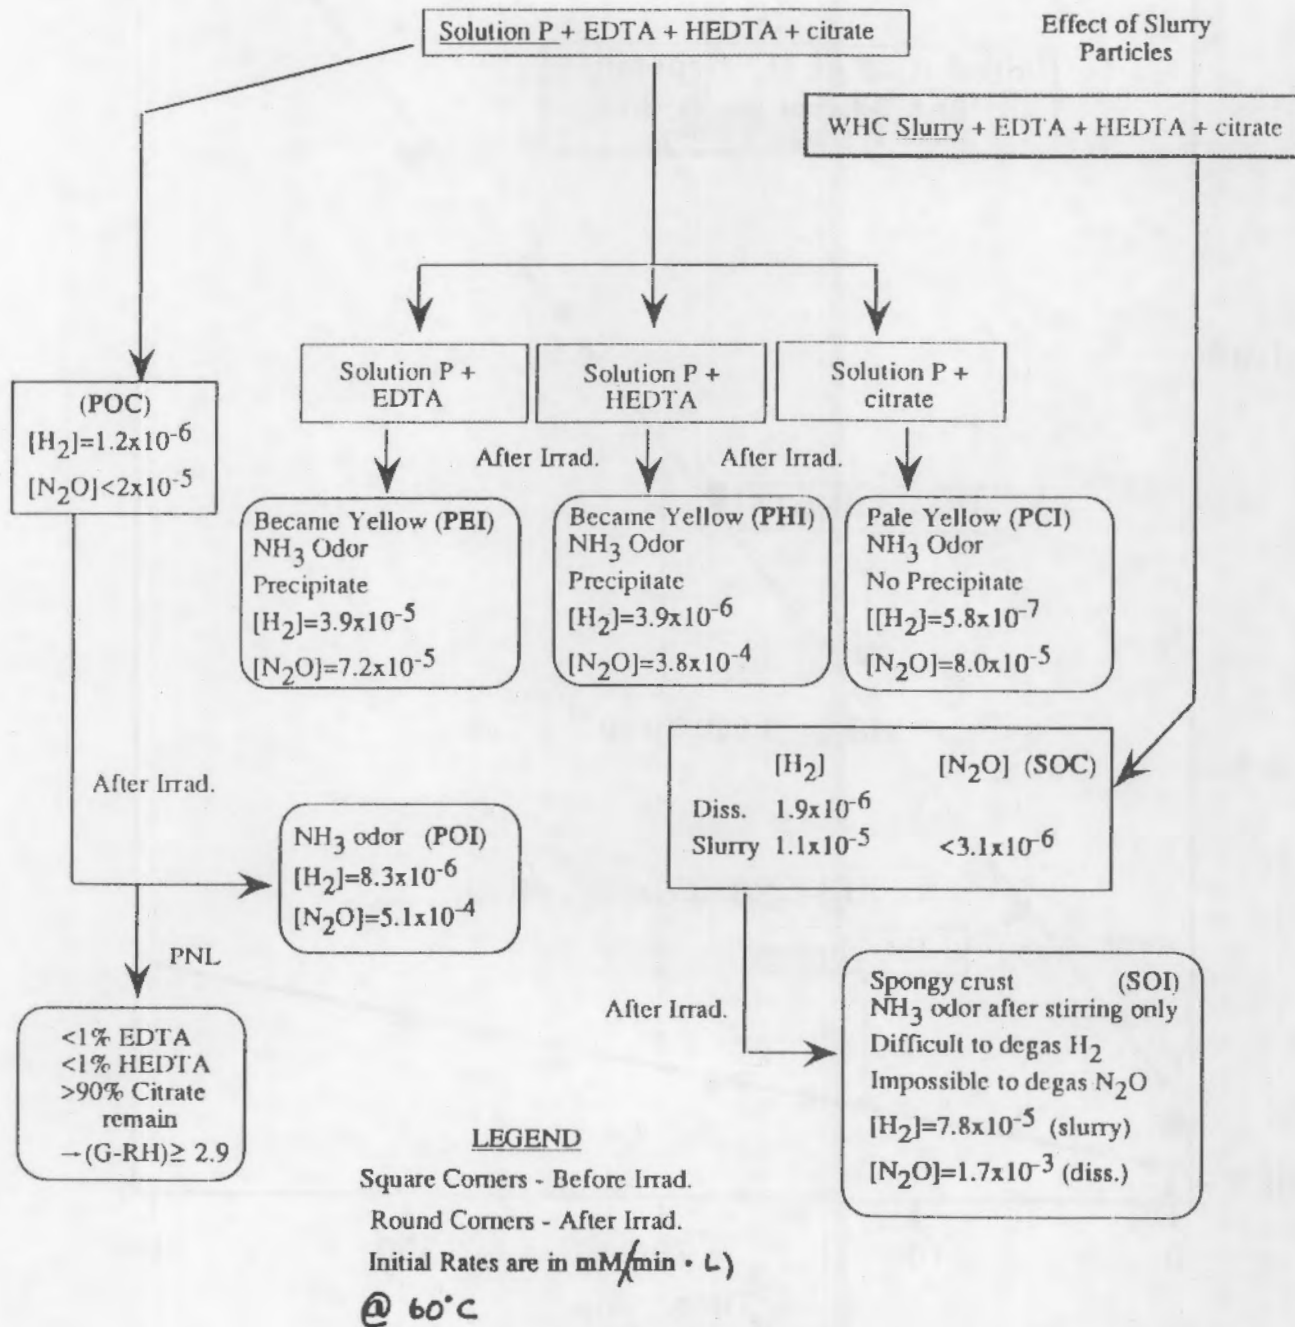 Solution P + EDTA + HEDTA + citrate
Effect of Slurry
Particles
WHC Slurry + EDTA + HEDTA + citrate
Solution P +
EDTA
Solution P +
HEDTA
Solution P +
citrate
(POC)
[H2]=1.2x10-6
[N2O]<2x10-5
After Irrad.
After Irrad.
Became Yellow (PEI)
NH3 Odor
Precipitate
[H2]=3.9x10-5
[N2O]=7.2x10-5
Became Yellow (PHI)
NH3 Odor
Precipitate
[H2]=3.9x10-6
[N2O]=3.8x10-4
Pale Yellow (PCI)
NH3 Odor
No Precipitate
[[H2]=5.8x10-7
[N2O]=8.0x10-5
[H2] [N2O] (SOC)
Diss. 1.9x10-6
Slurry 1.1x10-5 <3.1x10-6
After Irrad.
NH3 odor (POI)
[H2]=8.3x10-6
[N2O]=5.1x10-4
PNL
<1% EDTA
<1% HEDTA
>90% Citrate
remain
→(G-RH)≥ 2.9
After Irrad.
Spongy crust (SOI)
NH3 odor after stirring only
Difficult to degas H2
Impossible to degas N2O
[H2]=7.8x10-5 (slurry)
[N2O]=1.7x10-3 (diss.)
LEGEND
Square Corners - Before Irrad.
Round Corners - After Irrad.
Initial Rates are in mM/(min • L)
@ 60°C